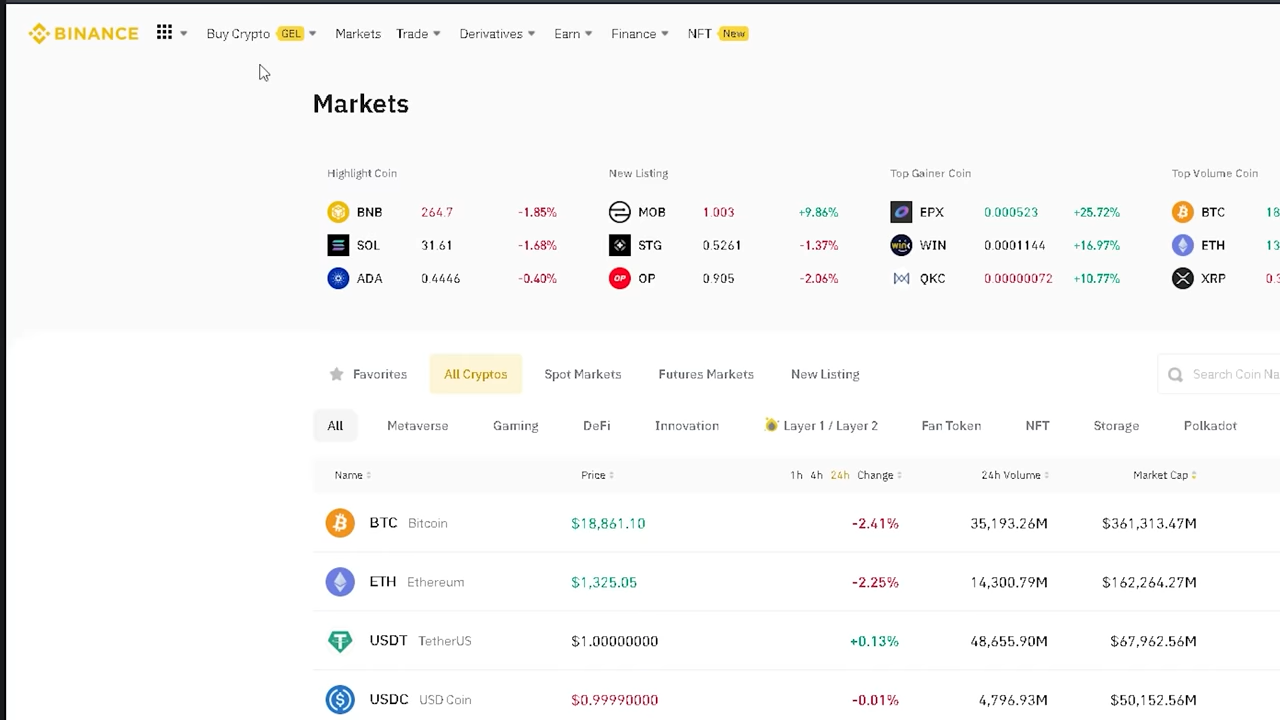 BINANCE Buy Crypto GEL Markets Trade Derivatives Earn Finance NFT New
Markets
Highlight Coin New Listing Top Gainer Coin Top Volume Coin
BNB 264.7 -1.85% MOB 1.003 +9.86% EPX 0.000523 +25.72% BTC 18
SOL 31.61 -1.68% STG 0.5261 -1.37% WIN 0.0001144 +16.97% ETH 13
ADA 0.4446 -0.40% OP 0.905 -2.06% QKC 0.00000072 +10.77% XRP 0.3
Favorites All Cryptos Spot Markets Futures Markets New Listing Search Coin Na
All Metaverse Gaming DeFi Innovation Layer 1 / Layer 2 Fan Token NFT Storage Polkadot
Name Price 1h 4h 24h Change 24h Volume Market Cap
BTC Bitcoin $18,861.10 -2.41% 35,193.26M $361,313.47M
ETH Ethereum $1,325.05 -2.25% 14,300.79M $162,264.27M
USDT TetherUS $1.00000000 +0.13% 48,655.90M $67,962.56M
USDC USD Coin $0.99990000 -0.01% 4,796.93M $50,152.56M